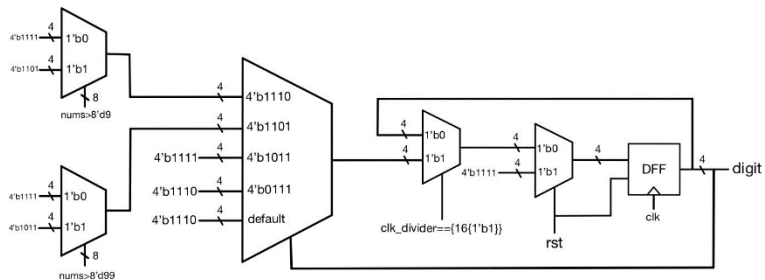 4
4'b1111
1'b0
4
4'b1101
1'b1
8
nums>8'd9
4
4'b1111
1'b0
4
4'b1011
1'b1
8
nums>8'd99
4
4'b1110
4
4'b1101
4
4'b1111
4'b1011
4
4'b1110
4'b0111
4
4'b1110
default
4
1'b0
4
1'b1
clk_divider=={16{1'b1}}
4
1'b0
4
4'b1111
1'b1
rst
4
DFF
clk
4
digit